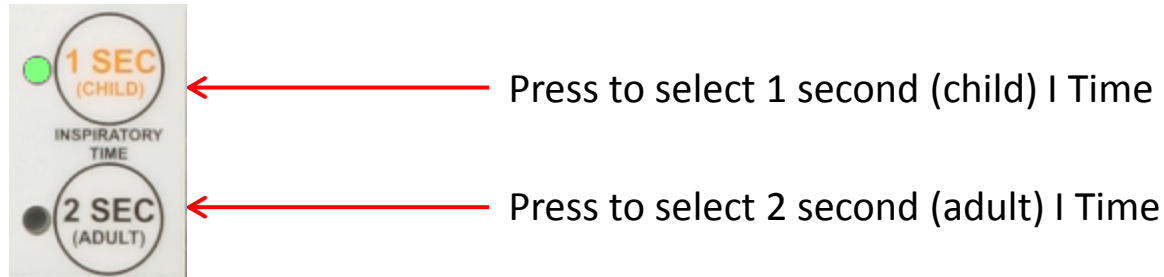 1 SEC
(CHILD)
Press to select 1 second (child) I Time
INSPIRATORY
TIME
2 SEC
(ADULT)
Press to select 2 second (adult) I Time